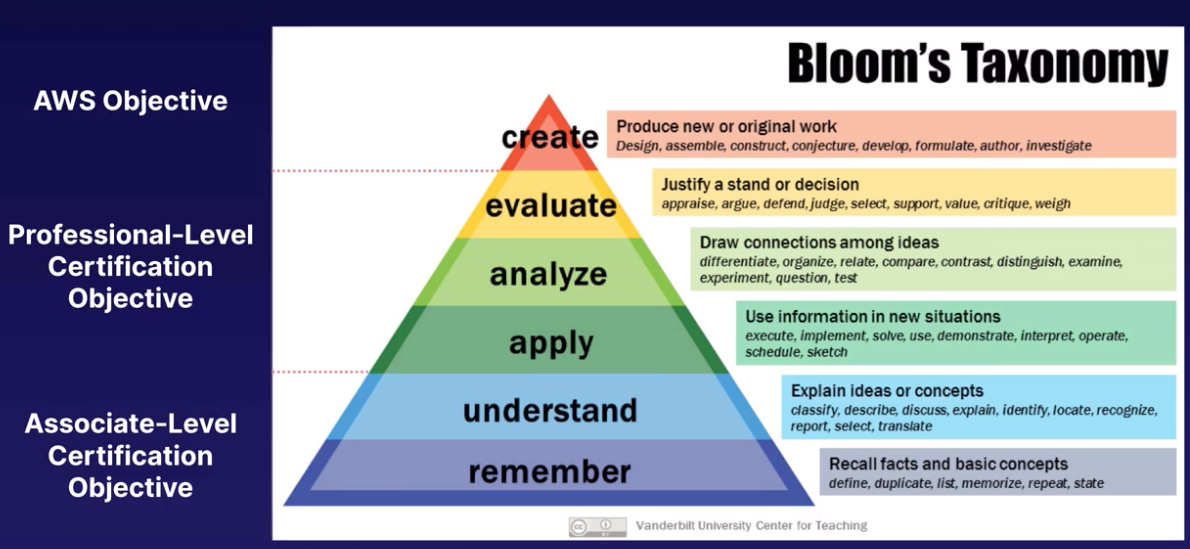 Bloom's Taxonomy
AWS Objective
create
Produce new or original work
Design, assemble, construct, conjecture, develop, formulate, author, investigate
Professional-Level
Certification
Objective
evaluate
Justify a stand or decision
appraise, argue, defend, judge, select, support, value, critique, weigh
analyze
Draw connections among ideas
differentiate, organize, relate, compare, contrast, distinguish, examine,
experiment, question, test
apply
Use information in new situations
execute, implement, solve, use, demonstrate, interpret, operate,
schedule, sketch
Associate-Level
Certification
Objective
understand
Explain ideas or concepts
classify, describe, discuss, explain, identify, locate, recognize,
report, select, translate
remember
Recall facts and basic concepts
define, duplicate, list, memorize, repeat, state
cc
BY
Vanderbilt University Center for Teaching